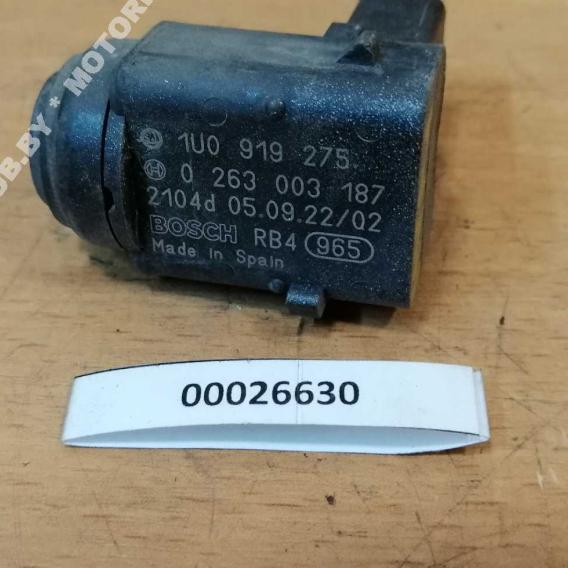 1U0 919 275
0 263 003 187
2104d 05.09.22/02
BOSCH RB4 965
Made in Spain
00026630